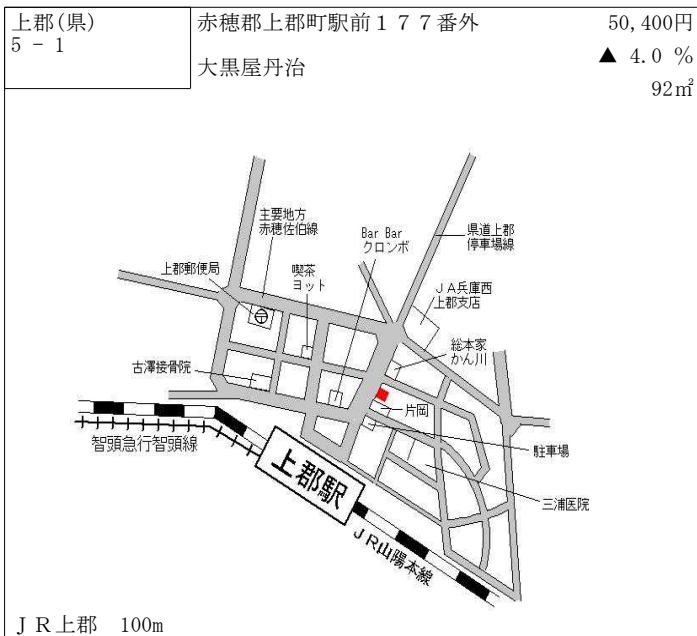 上郡(県)
5 - 1
赤穂郡上郡町駅前１７７番外
大黒屋丹治
50,400円
▲ 4.0 %
92㎡
主要地方
赤穂佐伯線
Bar Bar
クロンボ
県道上郡
停車場線
上郡郵便局
喫茶
ヨット
ＪＡ兵庫西
上郡支店
総本家
かん川
古澤接骨院
片岡
駐車場
智頭急行智頭線
上郡駅
三浦医院
ＪＲ山陽本線
ＪＲ上郡　100m